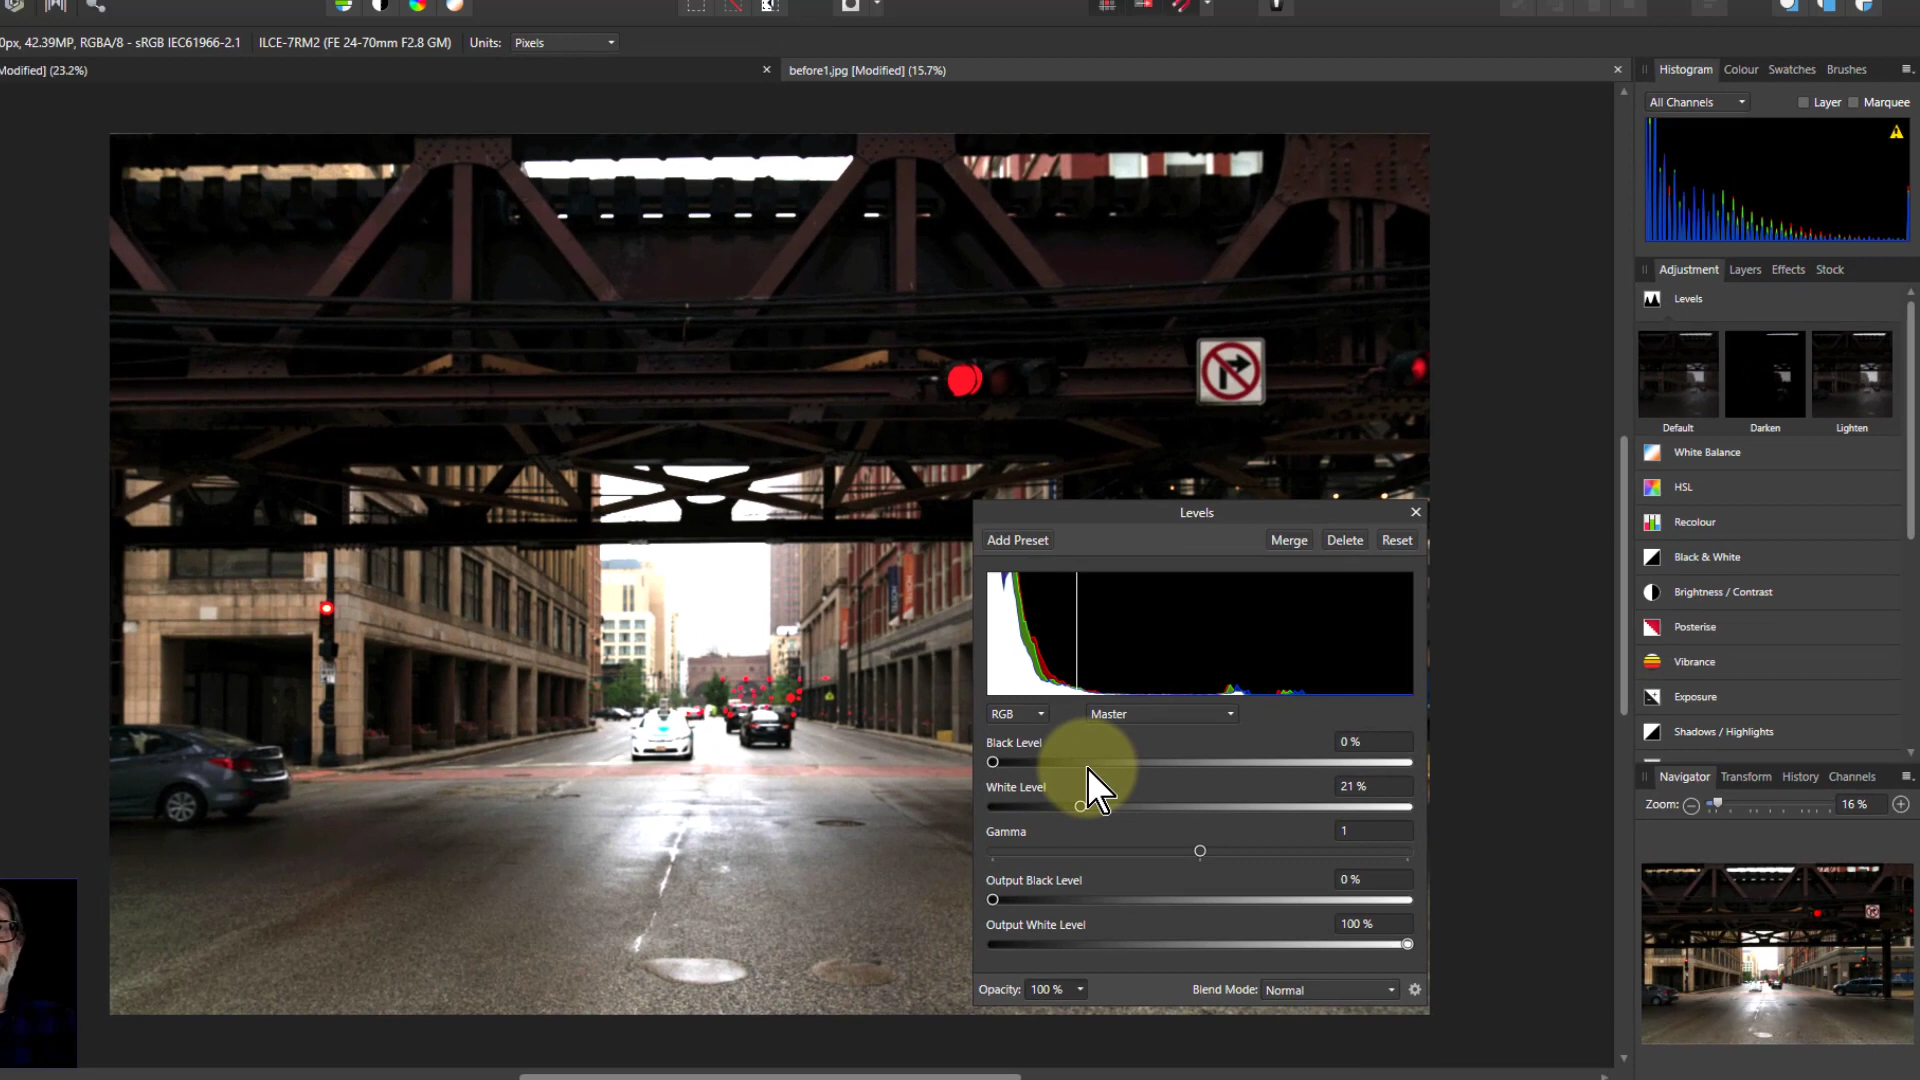 0px, 42.39MP, RGBA/8 - sRGB IEC61966-2.1
ILCE-7RM2 (FE 24-70mm F2.8 GM)
Units:
Pixels
Modified] (23.2%)
before1.jpg [Modified] (15.7%)
Histogram
Colour
Swatches
Brushes
All Channels
Layer
Marquee
Adjustment
Layers
Effects
Stock
Levels
Default
Darken
Lighten
White Balance
HSL
Recolour
Black & White
Brightness / Contrast
Posterise
Vibrance
Exposure
Shadows / Highlights
Levels
Add Preset
Merge
Delete
Reset
RGB
Master
Black Level
0 %
White Level
21 %
Gamma
1
Output Black Level
0 %
Output White Level
100 %
Opacity:
100 %
Blend Mode:
Normal
Navigator
Transform
History
Channels
Zoom:
16 %